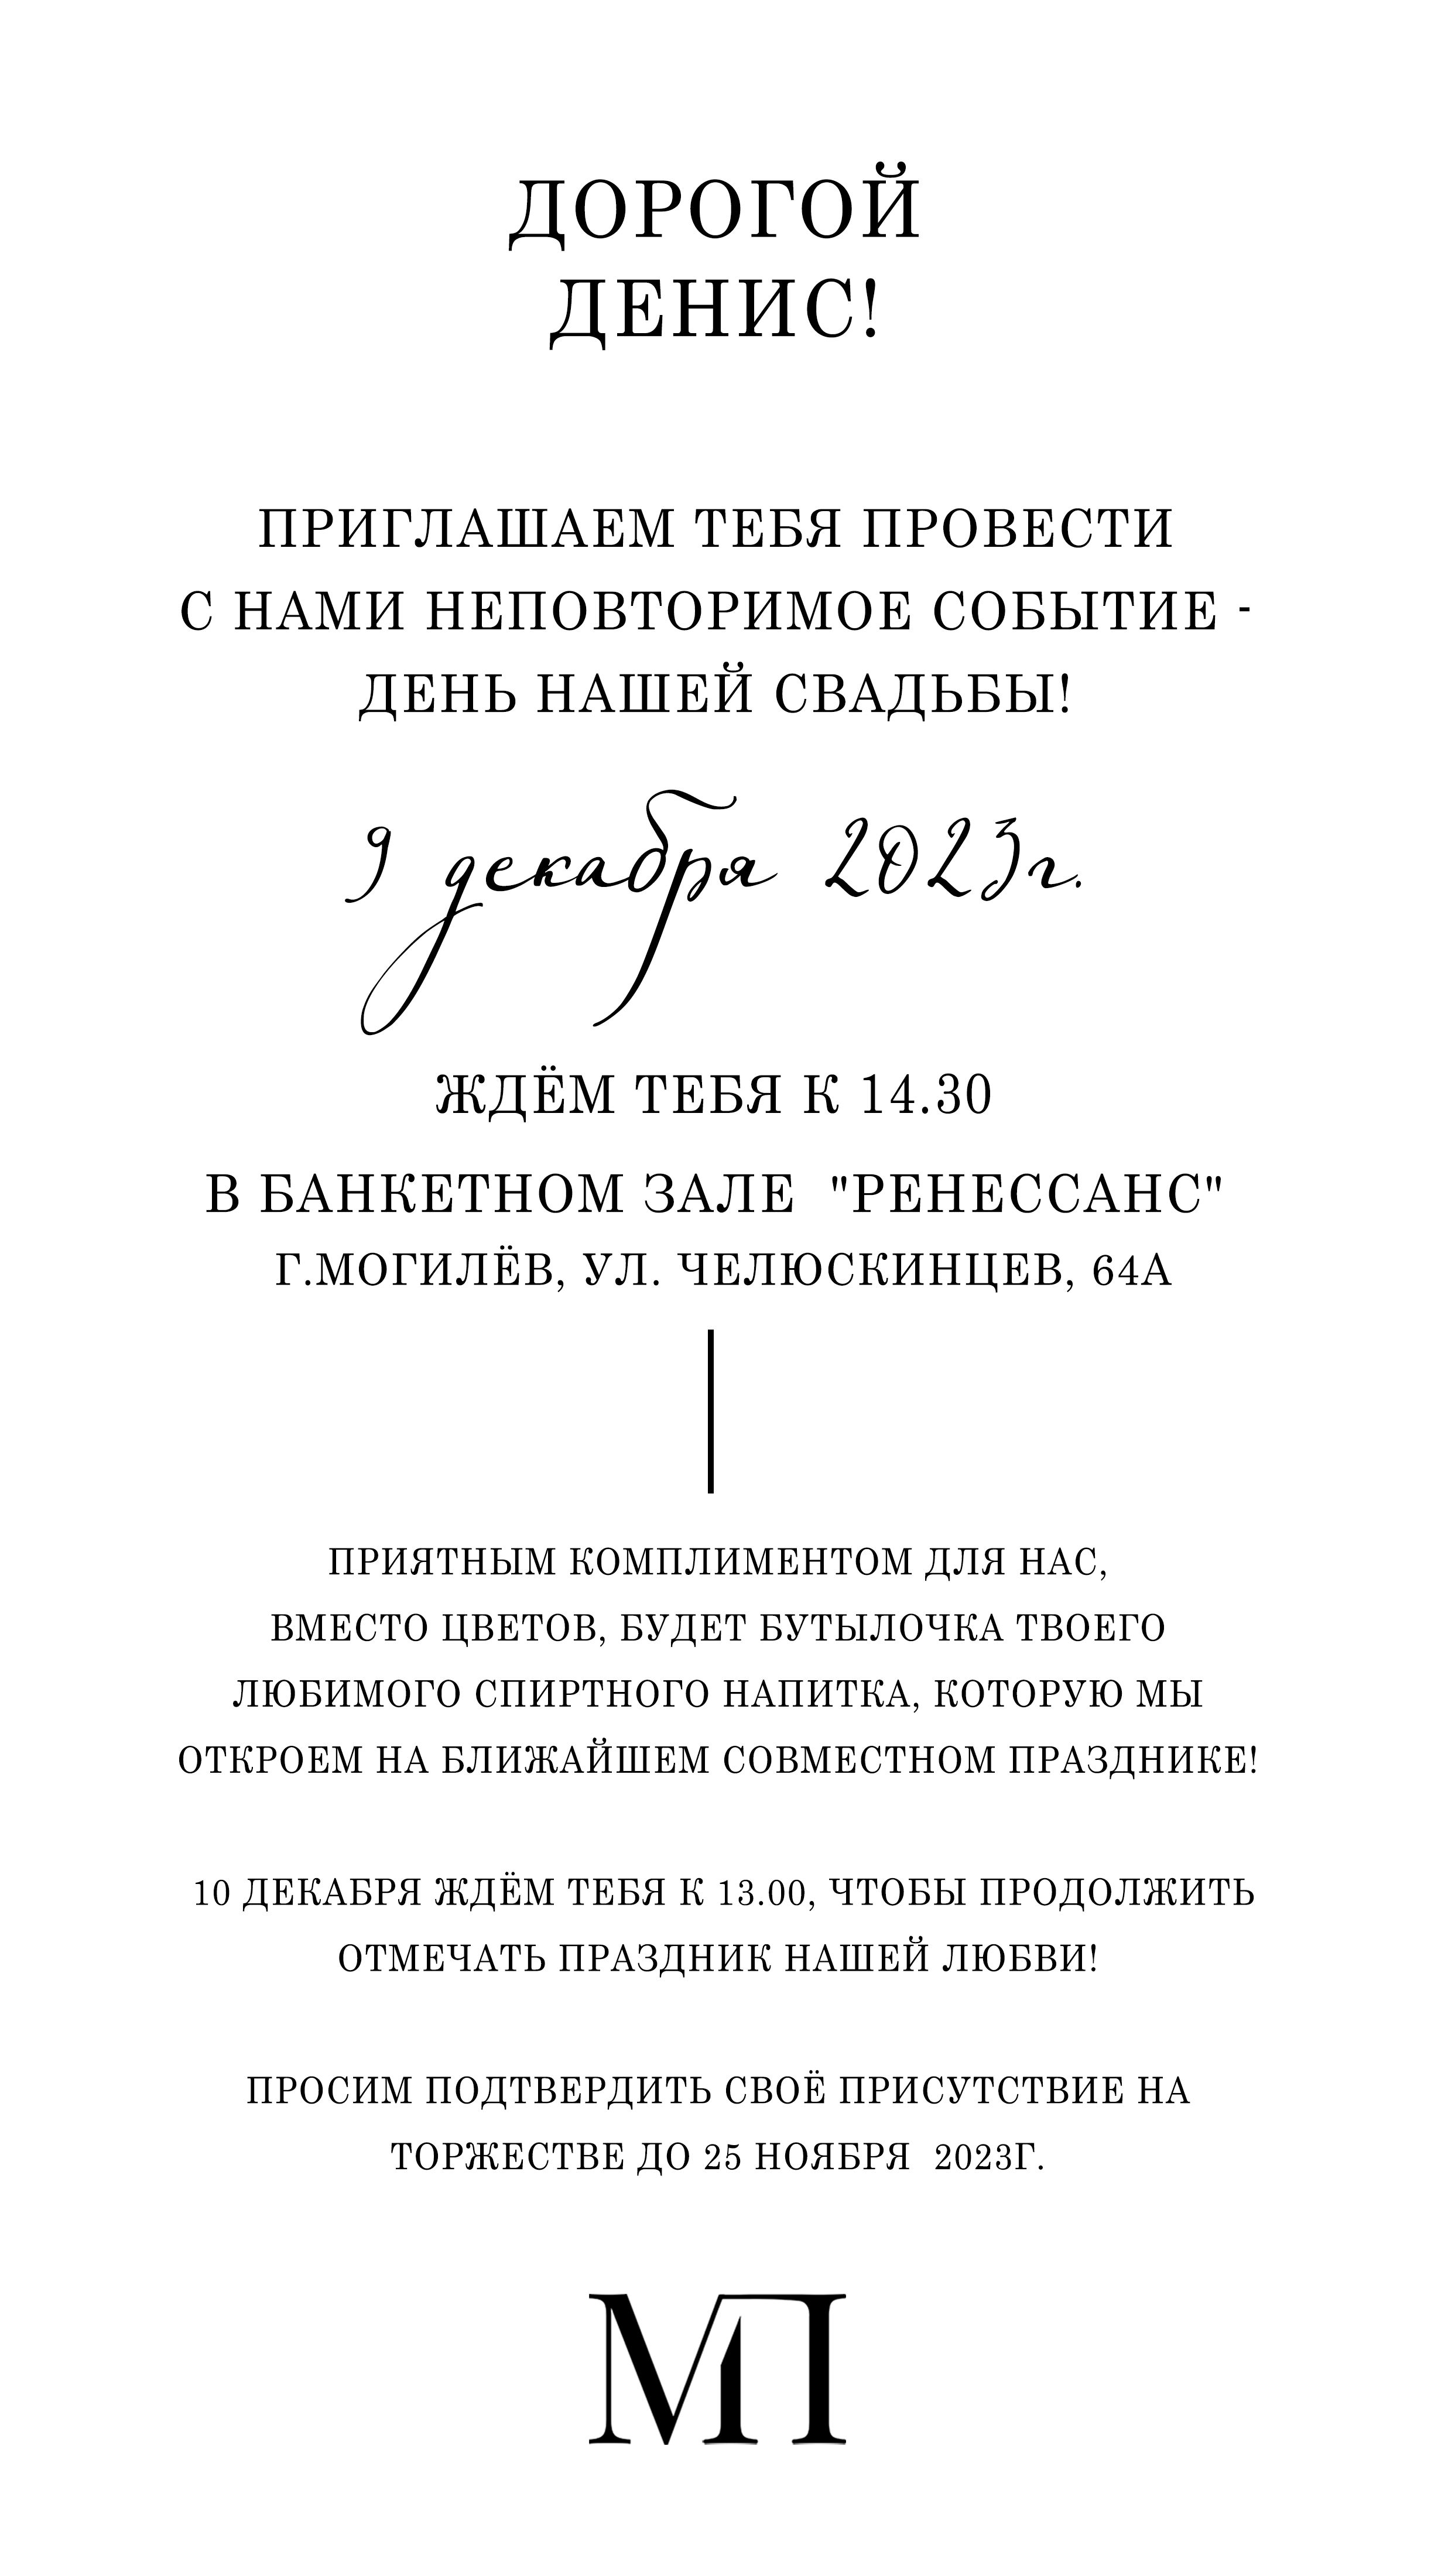 ДОРОГОЙ
ДЕНИС!
ПРИГЛАШАЕМ ТЕБЯ ПРОВЕСТИ
С НАМИ НЕПОВТОРИМОЕ СОБЫТИЕ -
ДЕНЬ НАШЕЙ СВАДЬБЫ!
9 декабря 2023г.
ЖДЁМ ТЕБЯ К 14.30
В БАНКЕТНОМ ЗАЛЕ "РЕНЕССАНС"
Г.МОГИЛЁВ, УЛ. ЧЕЛЮСКИНЦЕВ, 64А
ПРИЯТНЫМ КОМПЛИМЕНТОМ ДЛЯ НАС,
ВМЕСТО ЦВЕТОВ, БУДЕТ БУТЫЛОЧКА ТВОЕГО
ЛЮБИМОГО СПИРТНОГО НАПИТКА, КОТОРУЮ МЫ
ОТКРОЕМ НА БЛИЖАЙШЕМ СОВМЕСТНОМ ПРАЗДНИКЕ!
10 ДЕКАБРЯ ЖДЁМ ТЕБЯ К 13.00, ЧТОБЫ ПРОДОЛЖИТЬ
ОТМЕЧАТЬ ПРАЗДНИК НАШЕЙ ЛЮБВИ!
ПРОСИМ ПОДТВЕРДИТЬ СВОЁ ПРИСУТСТВИЕ НА
ТОРЖЕСТВЕ ДО 25 НОЯБРЯ 2023Г.
МП